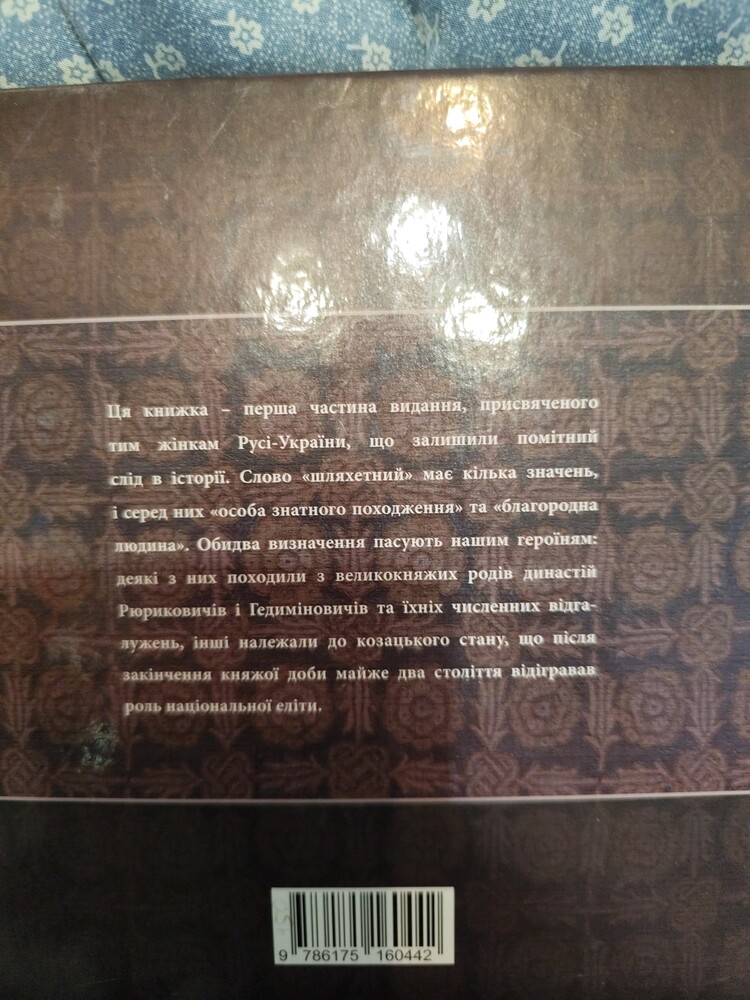 Ця книжка – перша частина видання, присвяченого
тим жінкам Русі-України, що залишили помітний
слід в історії. Слово «шляхетний» має кілька значень,
і серед них «особа знатного походження» та «благородна
людина». Обидва визначення пасують нашим героїням:
деякі з них походили з великокняжих родів династій
Рюриковичів і Гедиміновичів та їхніх численних відга-
лужень, інші належали до козацького стану, що після
закінчення княжої доби майже два століття відігравав
роль національної еліти.
9 786175 160442